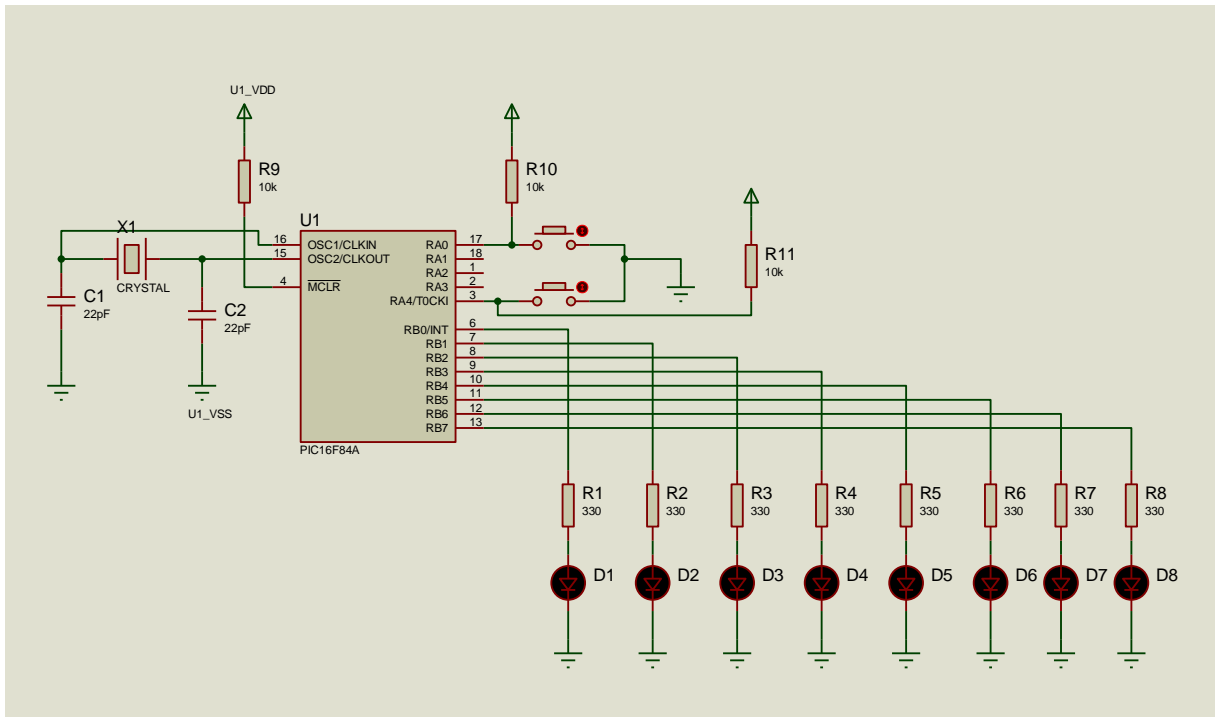 U1_VDD
R9
10k
R10
10k
R11
10k
X1
CRYSTAL
C1
22pF
C2
22pF
U1_VSS
U1
16 OSC1/CLKIN
15 OSC2/CLKOUT
4 MCLR
RA0 17
RA1 18
RA2 1
RA3 2
RA4/T0CKI 3
RB0/INT 6
RB1 7
RB2 8
RB3 9
RB4 10
RB5 11
RB6 12
RB7 13
PIC16F84A
R1
330
R2
330
R3
330
R4
330
R5
330
R6
330
R7
330
R8
330
D1
D2
D3
D4
D5
D6
D7
D8